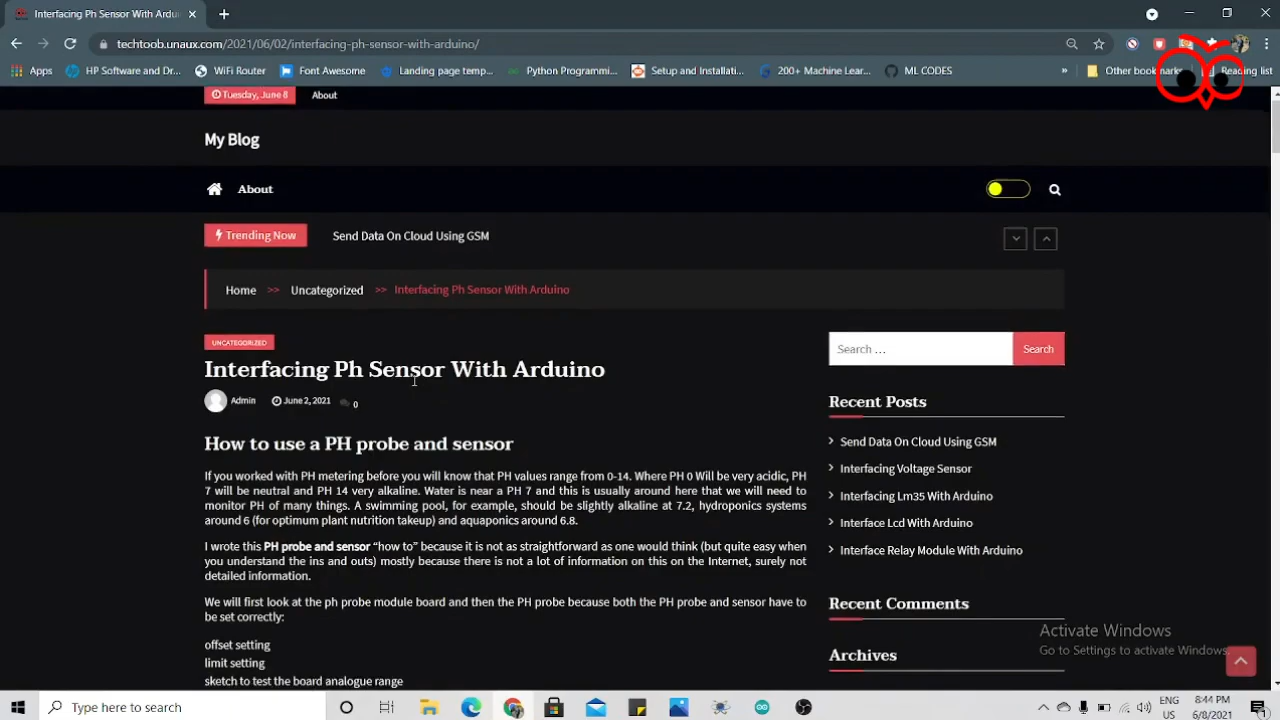 Interfacing Ph Sensor With Ardu
techtoob.unaux.com/2021/06/02/interfacing-ph-sensor-with-arduino/
Apps
HP Software and Dr...
WiFi Router
Font Awesome
Landing page temp...
Python Programmi...
Setup and Installati...
200+ Machine Lear...
ML CODES
»
Other bookmarks
Reading list
Tuesday, June 8
About
My Blog
About
Trending Now
Send Data On Cloud Using GSM
Home >> Uncategorized >> Interfacing Ph Sensor With Arduino
UNCATEGORIZED
Interfacing Ph Sensor With Arduino
Admin
June 2, 2021
0
How to use a PH probe and sensor
If you worked with PH metering before you will know that PH values range from 0-14. Where PH 0 Will be very acidic, PH
7 will be neutral and PH 14 very alkaline. Water is near a PH 7 and this is usually around here that we will need to
monitor PH of many things. A swimming pool, for example, should be slightly alkaline at 7.2, hydroponics systems
around 6 (for optimum plant nutrition takeup) and aquaponics around 6.8.
I wrote this PH probe and sensor “how to” because it is not as straightforward as one would think (but quite easy when
you understand the ins and outs) mostly because there is not a lot of information on this on the Internet, surely not
detailed information.
We will first look at the ph probe module board and then the PH probe because both the PH probe and sensor have to
be set correctly:
offset setting
limit setting
sketch to test the board analogue range
Search …
Search
Recent Posts
Send Data On Cloud Using GSM
Interfacing Voltage Sensor
Interfacing Lm35 With Arduino
Interface Lcd With Arduino
Interface Relay Module With Arduino
Recent Comments
Archives
Activate Windows
Go to Settings to activate Windows.
Type here to search
ENG
US
8:44 PM
6/8/2021